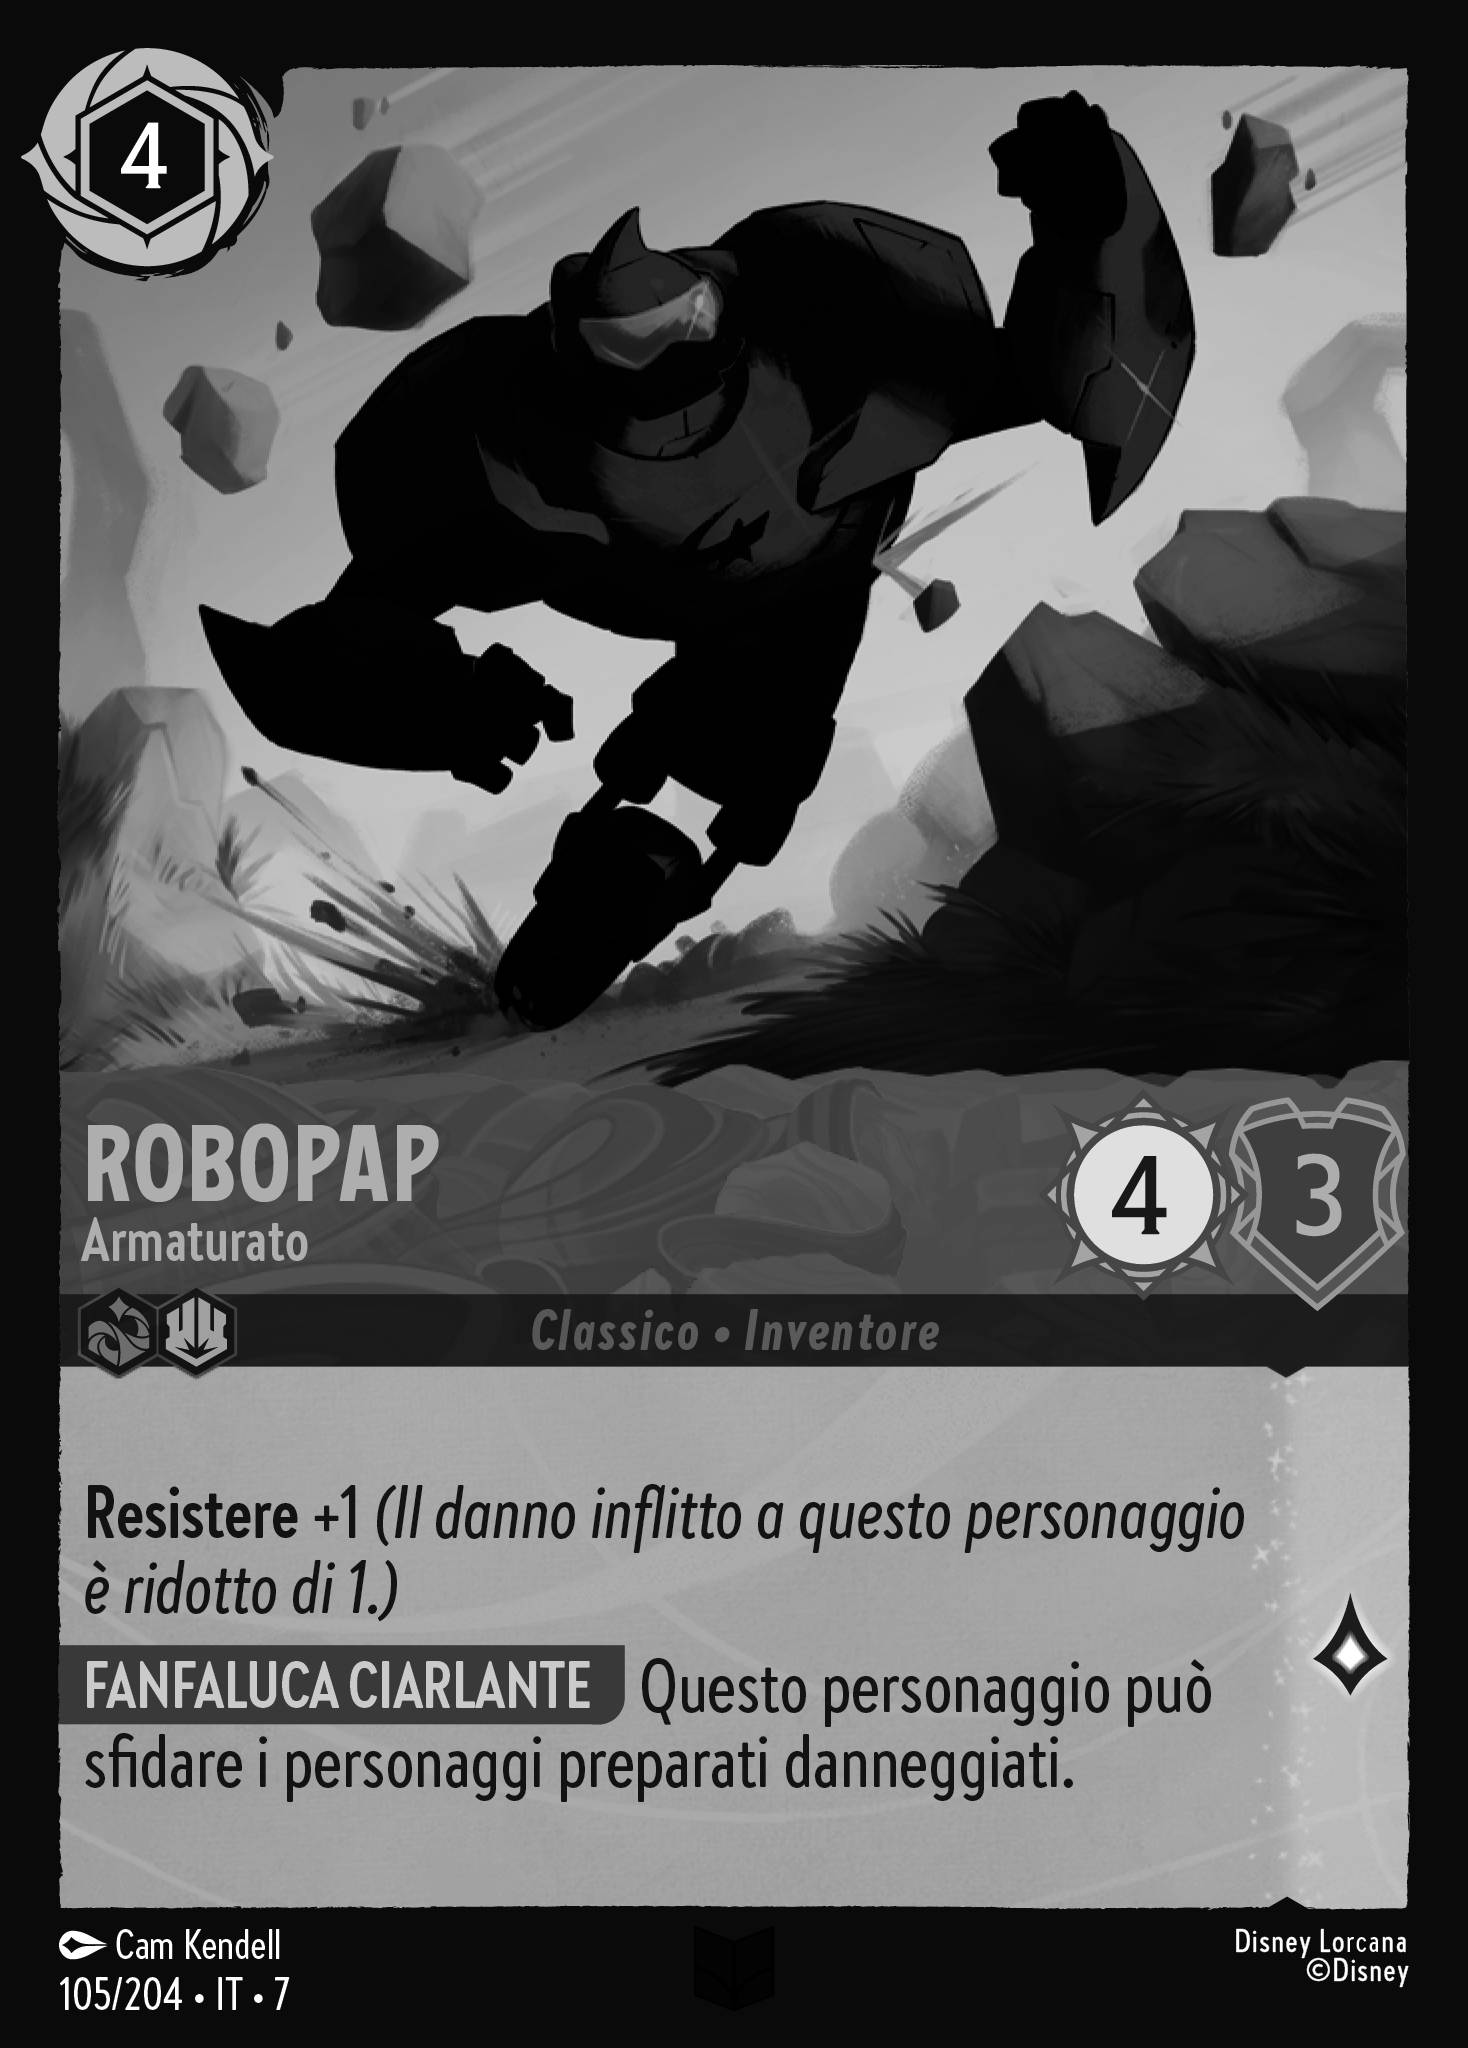 4
ROBOPAP
Armaturato
4
3
Classico • Inventore
Resistere +1 (Il danno inflitto a questo personaggio
è ridotto di 1.)
FANFALUCA CIARLANTE Questo personaggio può
sfidare i personaggi preparati danneggiati.
Cam Kendell
105/204 • IT • 7
Disney Lorcana
©Disney